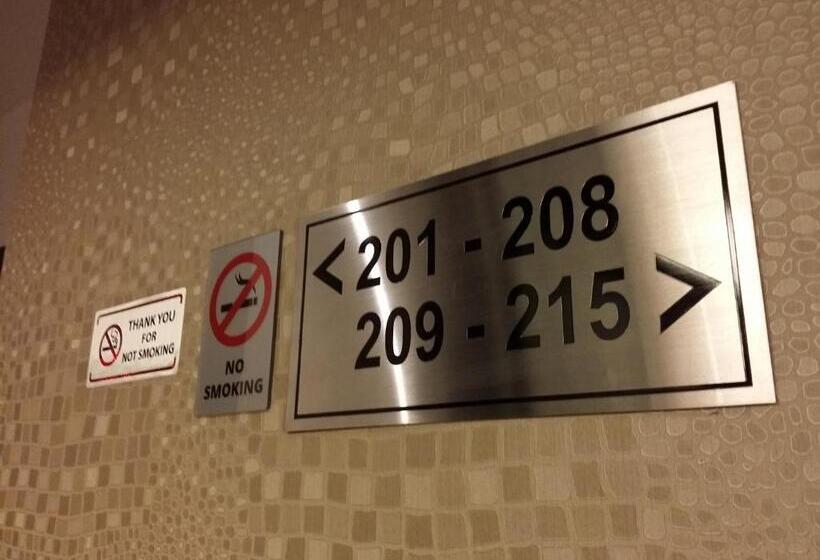 THANK YOU
FOR
NOT SMOKING
NO
SMOKING
< 201 - 208
209 - 215 >